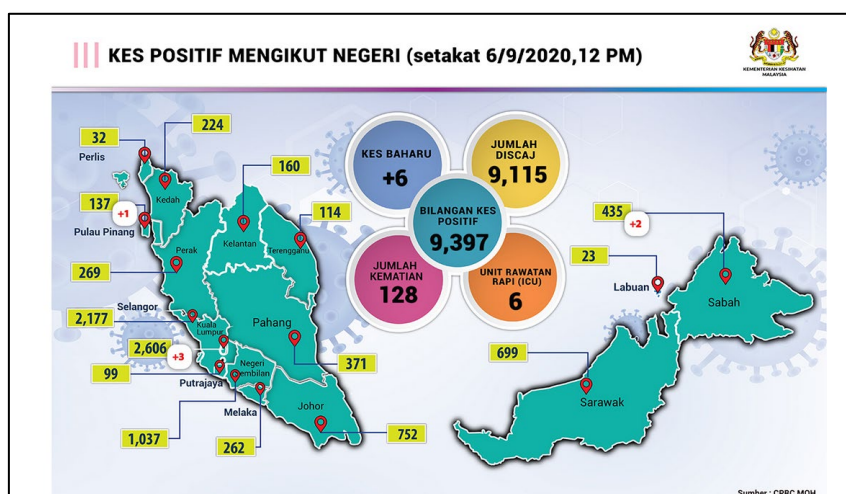 KES POSITIF MENGIKUT NEGERI (setakat 6/9/2020,12 PM)
KEMENTERIAN KESIHATAN
MALAYSIA
32
Perlis
224
Kedah
137
+1
Pulau Pinang
160
Kelantan
114
Terengganu
Perak
269
Selangor
2,177
Kuala
Lumpur
2,606
+3
99
Putrajaya
Negeri
Sembilan
1,037
Melaka
262
Pahang
371
Johor
752
KES BAHARU
+6
JUMLAH
DISCAJ
9,115
BILANGAN KES
POSITIF
9,397
JUMLAH
KEMATIAN
128
UNIT RAWATAN
RAPI (ICU)
6
435
+2
Sabah
23
Labuan
699
Sarawak
Sumber : CPRC MOH